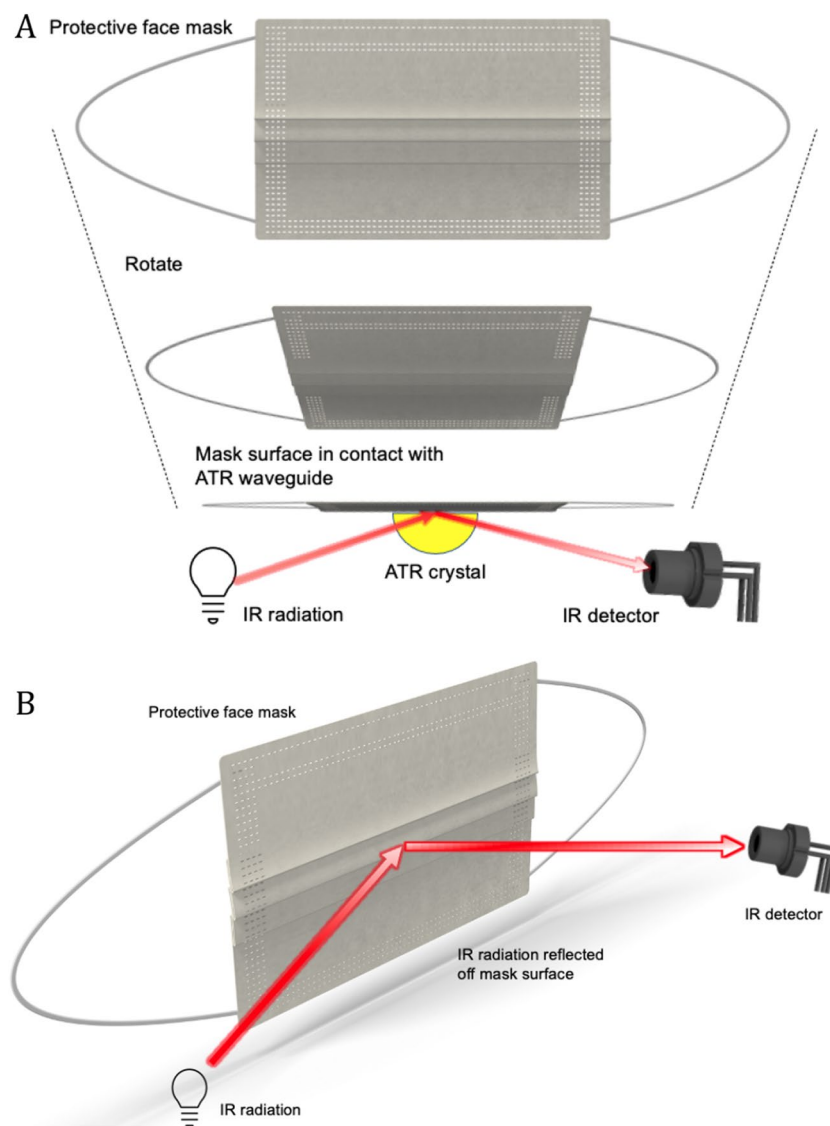 A
Protective face mask
Rotate
Mask surface in contact with
ATR waveguide
ATR crystal
IR radiation
IR detector
B
Protective face mask
IR detector
IR radiation reflected
off mask surface
IR radiation